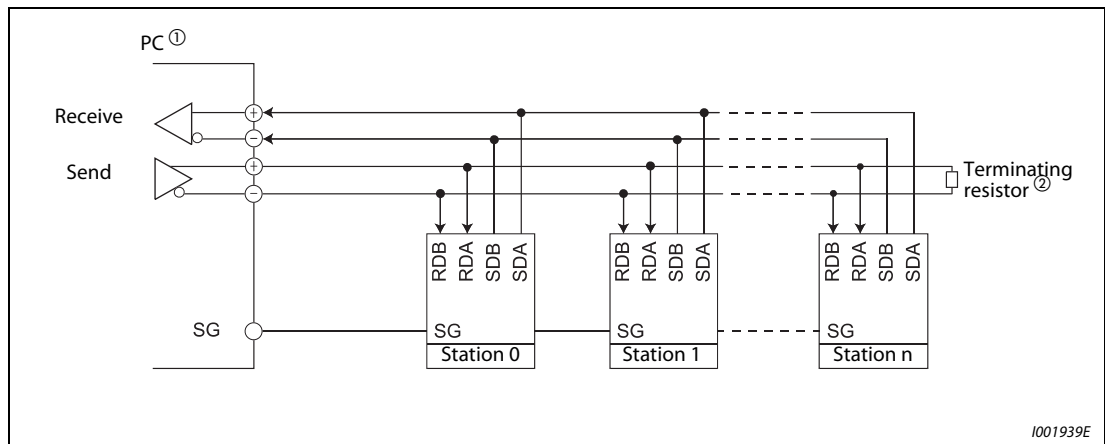 PC ①
Receive
+
−
Send
+
−
Terminating
resistor ②
RDB
RDA
SDB
SDA
RDB
RDA
SDB
SDA
RDB
RDA
SDB
SDA
SG
SG
SG
SG
Station 0
Station 1
Station n
I001939E